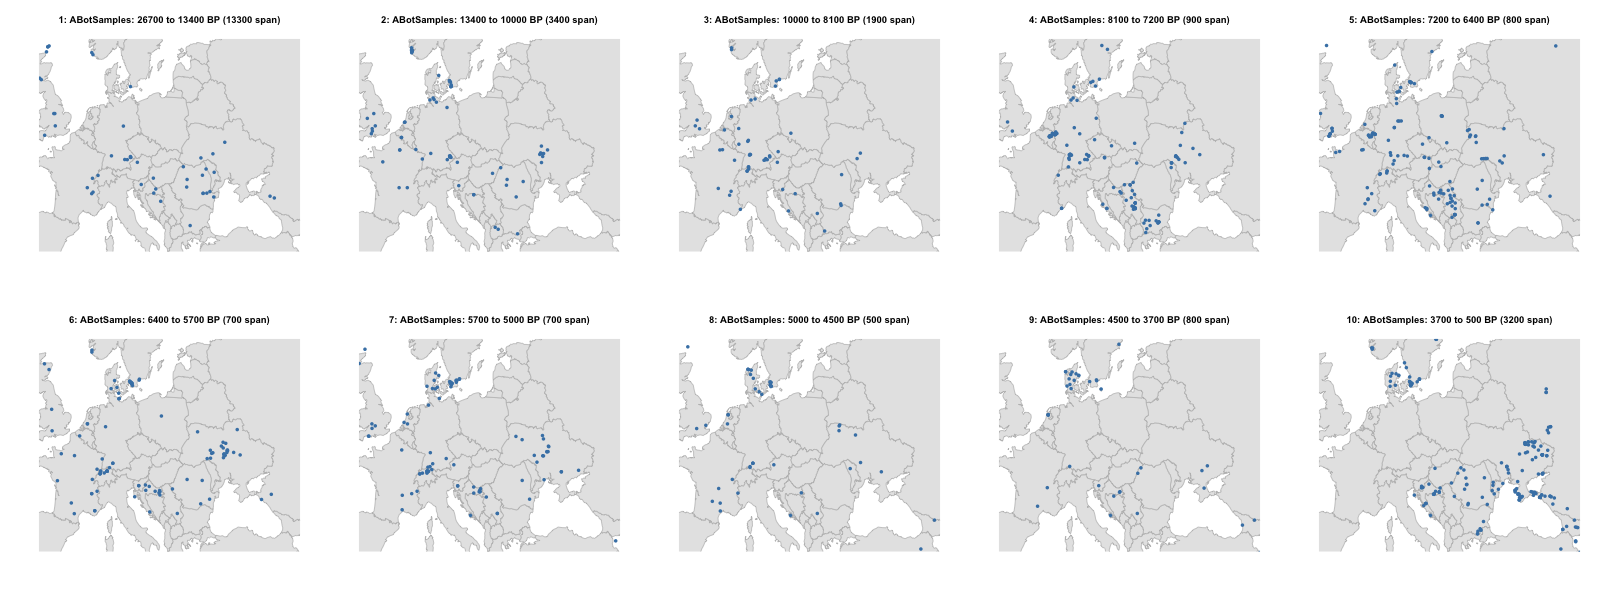 1: ABotSamples: 26700 to 13400 BP (13300 span)
2: ABotSamples: 13400 to 10000 BP (3400 span)
3: ABotSamples: 10000 to 8100 BP (1900 span)
4: ABotSamples: 8100 to 7200 BP (900 span)
5: ABotSamples: 7200 to 6400 BP (800 span)
6: ABotSamples: 6400 to 5700 BP (700 span)
7: ABotSamples: 5700 to 5000 BP (700 span)
8: ABotSamples: 5000 to 4500 BP (500 span)
9: ABotSamples: 4500 to 3700 BP (800 span)
10: ABotSamples: 3700 to 500 BP (3200 span)